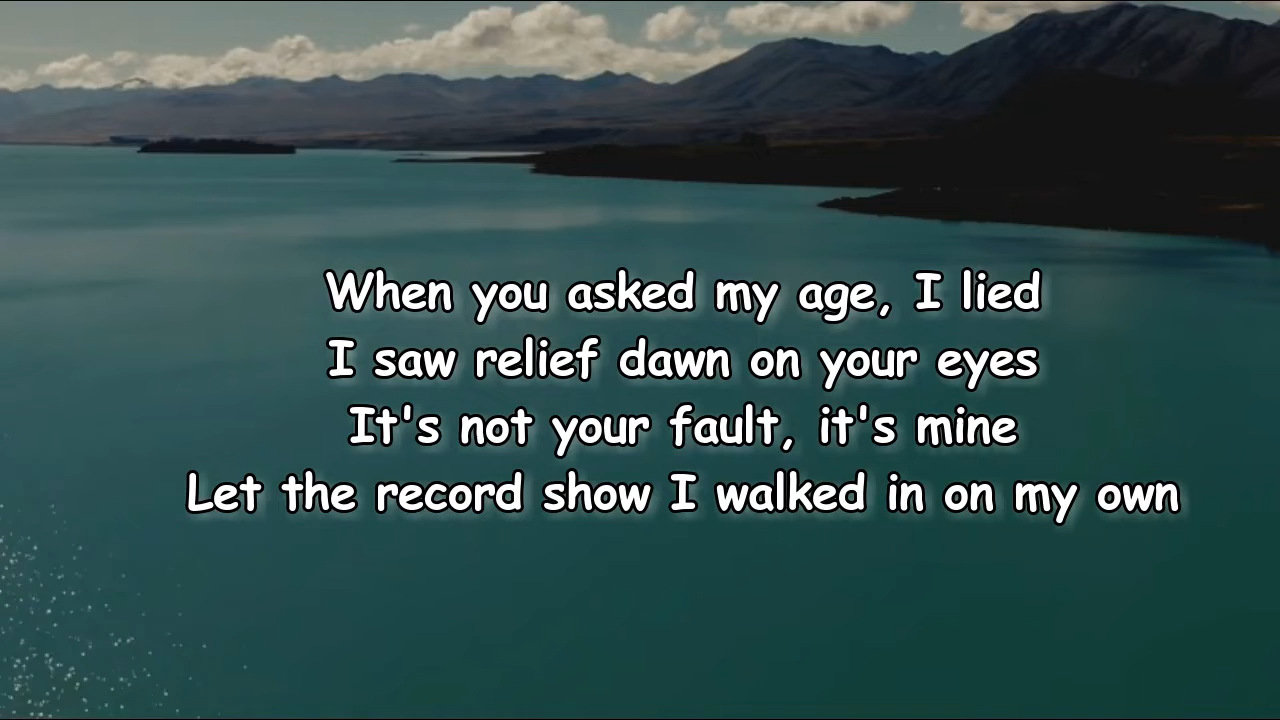 When you asked my age, I lied
I saw relief dawn on your eyes
It's not your fault, it's mine
Let the record show I walked in on my own